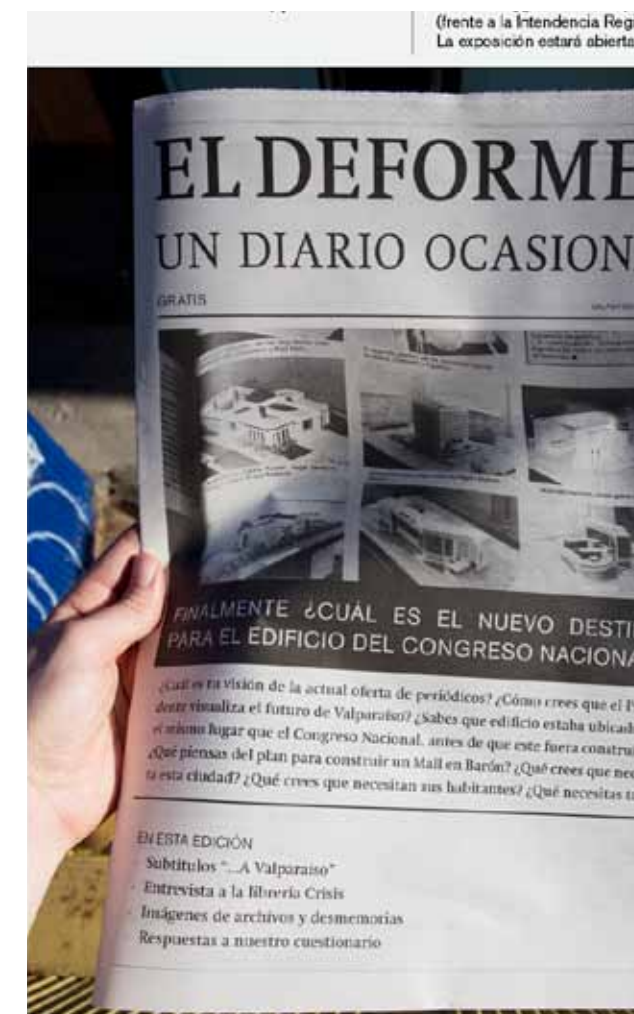 (frente a la Intendencia Reg
La exposición estará abierta
EL DEFORME
UN DIARIO OCASION
GRATIS
FINALMENTE ¿CUÁL ES EL NUEVO DESTI
PARA EL EDIFICIO DEL CONGRESO NACIONA
¿Cuál es tu visión de la actual oferta de periódicos? ¿Cómo crees que el P
dente visualiza el futuro de Valparaíso? ¿Sabes que edificio estaba ubicad
el mismo lugar que el Congreso Nacional, antes de que este fuera constru
¿Qué piensas del plan para construir un Mall en Barón? ¿Qué crees que nec
ta esta ciudad? ¿Qué crees que necesitan sus habitantes? ¿Qué necesitas t
EN ESTA EDICIÓN
- Subtítulos "...A Valparaíso"
- Entrevista a la librería Crisis
- Imágenes de archivos y desmemorias
Respuestas a nuestro cuestionario